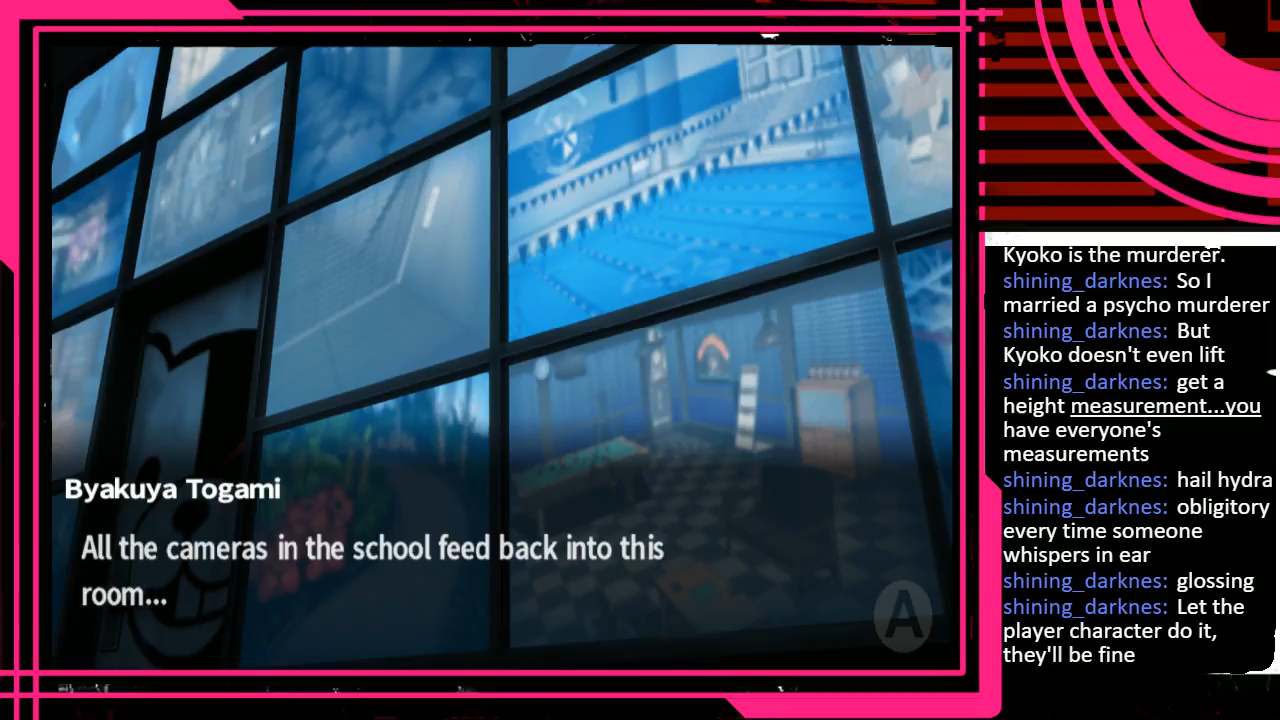 Byakuya Togami
All the cameras in the school feed back into this
room...
A
Kyoko is the murderer.
shining_darknes: So I
married a psycho murderer
shining_darknes: But
Kyoko doesn't even lift
shining_darknes: get a
height measurement...you
have everyone's
measurements
shining_darknes: hail hydra
shining_darknes: obligitory
every time someone
whispers in ear
shining_darknes: glossing
shining_darknes: Let the
player character do it,
they'll be fine